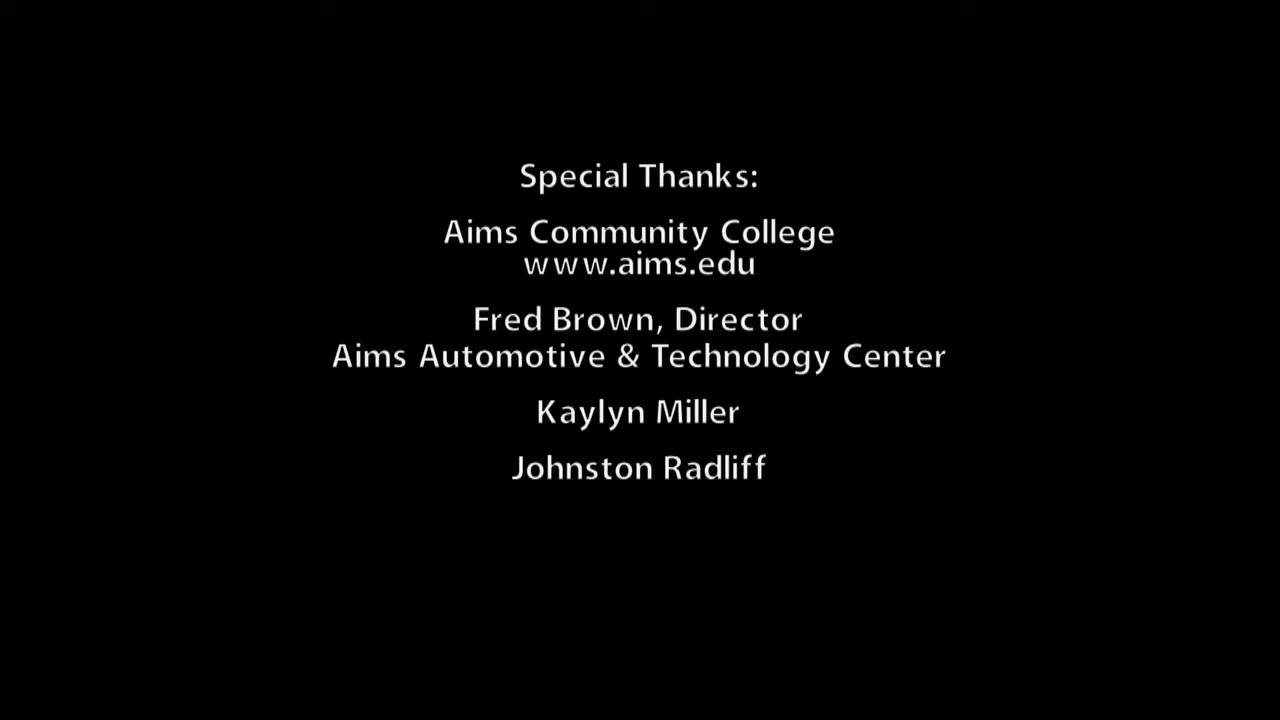 Special Thanks:
Aims Community College
www.aims.edu
Fred Brown, Director
Aims Automotive & Technology Center
Kaylyn Miller
Johnston Radliff